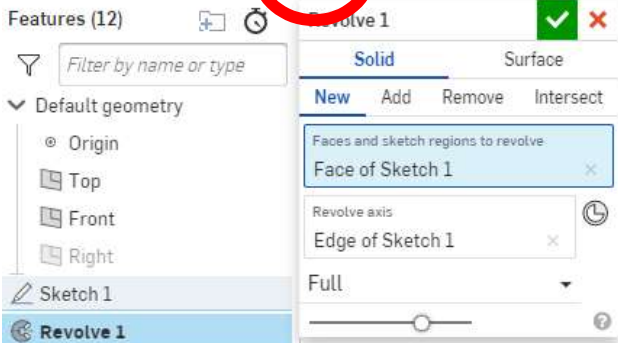 Features (12)
Filter by name or type
Default geometry
Origin
Top
Front
Right
Sketch 1
Revolve 1
Revolve 1
Solid Surface
New Add Remove Intersect
Faces and sketch regions to revolve
Face of Sketch 1
Revolve axis
Edge of Sketch 1
Full